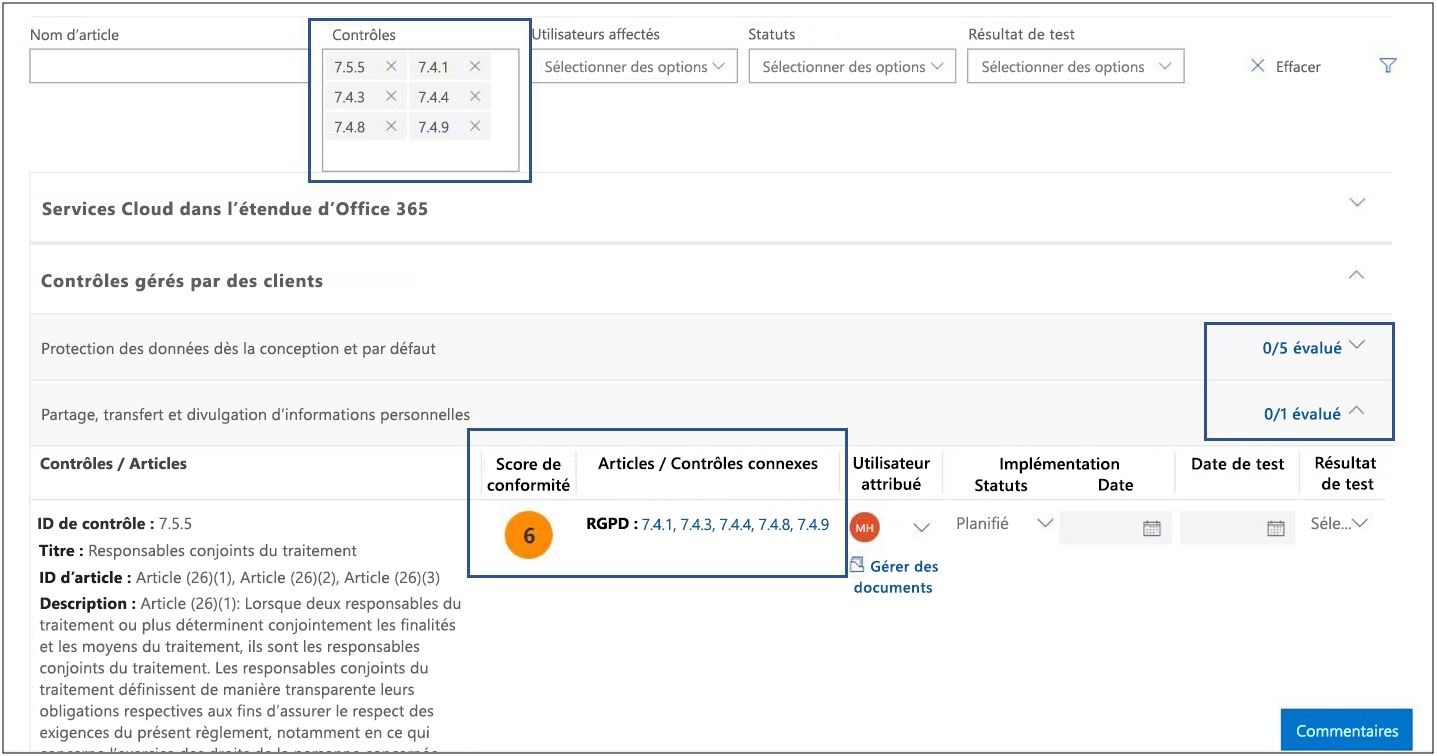 Nom d’article
Contrôles
Utilisateurs affectés
Statuts
Résultat de test
7.5.5 7.4.1
Sélectionner des options
Sélectionner des options
Sélectionner des options
Effacer
7.4.3 7.4.4
7.4.8 7.4.9
Services Cloud dans l’étendue d’Office 365
Contrôles gérés par des clients
Protection des données dès la conception et par défaut
0/5 évalué
Partage, transfert et divulgation d’informations personnelles
0/1 évalué
Contrôles / Articles
Score de
conformité
Articles / Contrôles connexes
Utilisateur
attribué
Implémentation
Statuts Date
Date de test
Résultat
de test
ID de contrôle : 7.5.5
Titre : Responsables conjoints du traitement
ID d’article : Article (26)(1), Article (26)(2), Article (26)(3)
Description : Article (26)(1): Lorsque deux responsables du
traitement ou plus déterminent conjointement les finalités
et les moyens du traitement, ils sont les responsables
conjoints du traitement. Les responsables conjoints du
traitement définissent de manière transparente leurs
obligations respectives aux fins d’assurer le respect des
exigences du présent règlement, notamment en ce qui
concerne l’exercice des droits de la personne concernée
6
RGPD : 7.4.1, 7.4.3, 7.4.4, 7.4.8, 7.4.9
MH
Gérer des
documents
Planifié
Séle...
Commentaires